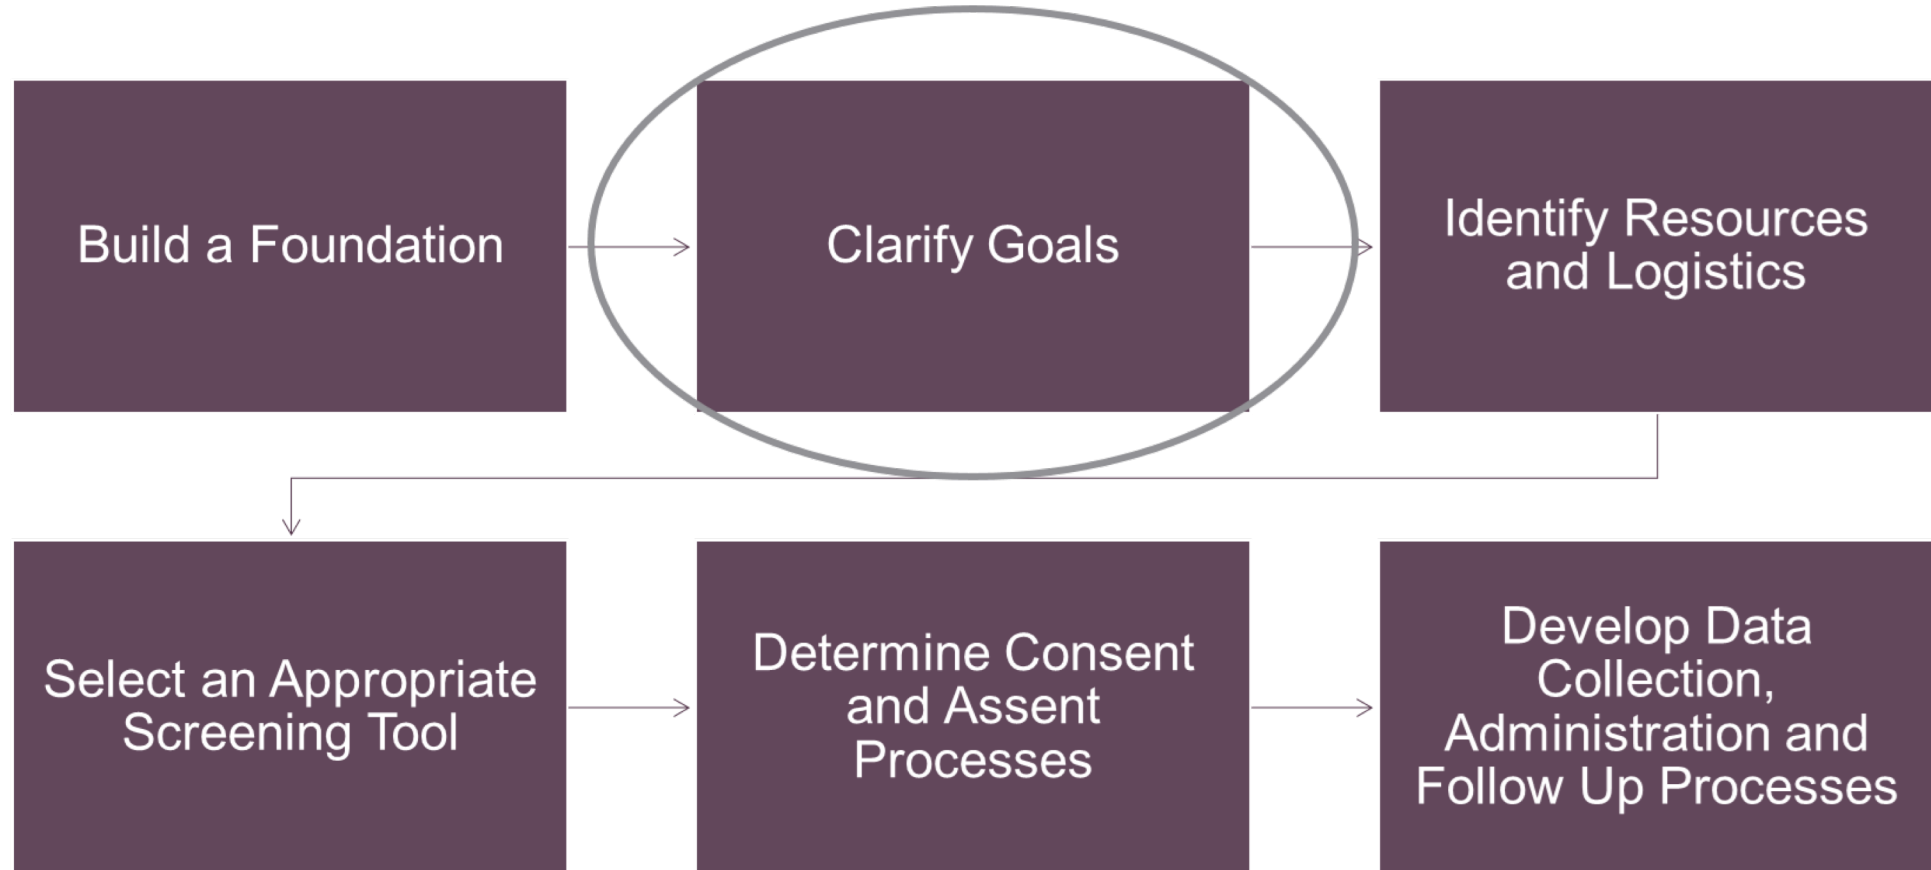 Build a Foundation
Clarify Goals
Identify Resources
and Logistics
Select an Appropriate
Screening Tool
Determine Consent
and Assent
Processes
Develop Data
Collection,
Administration and
Follow Up Processes